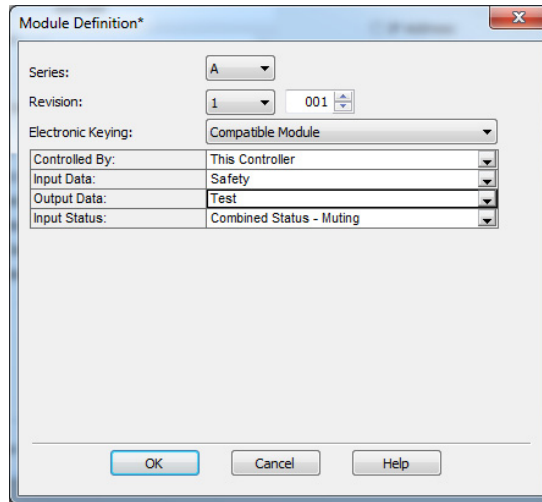 Module Definition*
Series: A
Revision: 1 001
Electronic Keying: Compatible Module
Controlled By: This Controller
Input Data: Safety
Output Data: Test
Input Status: Combined Status - Muting
OK Cancel Help